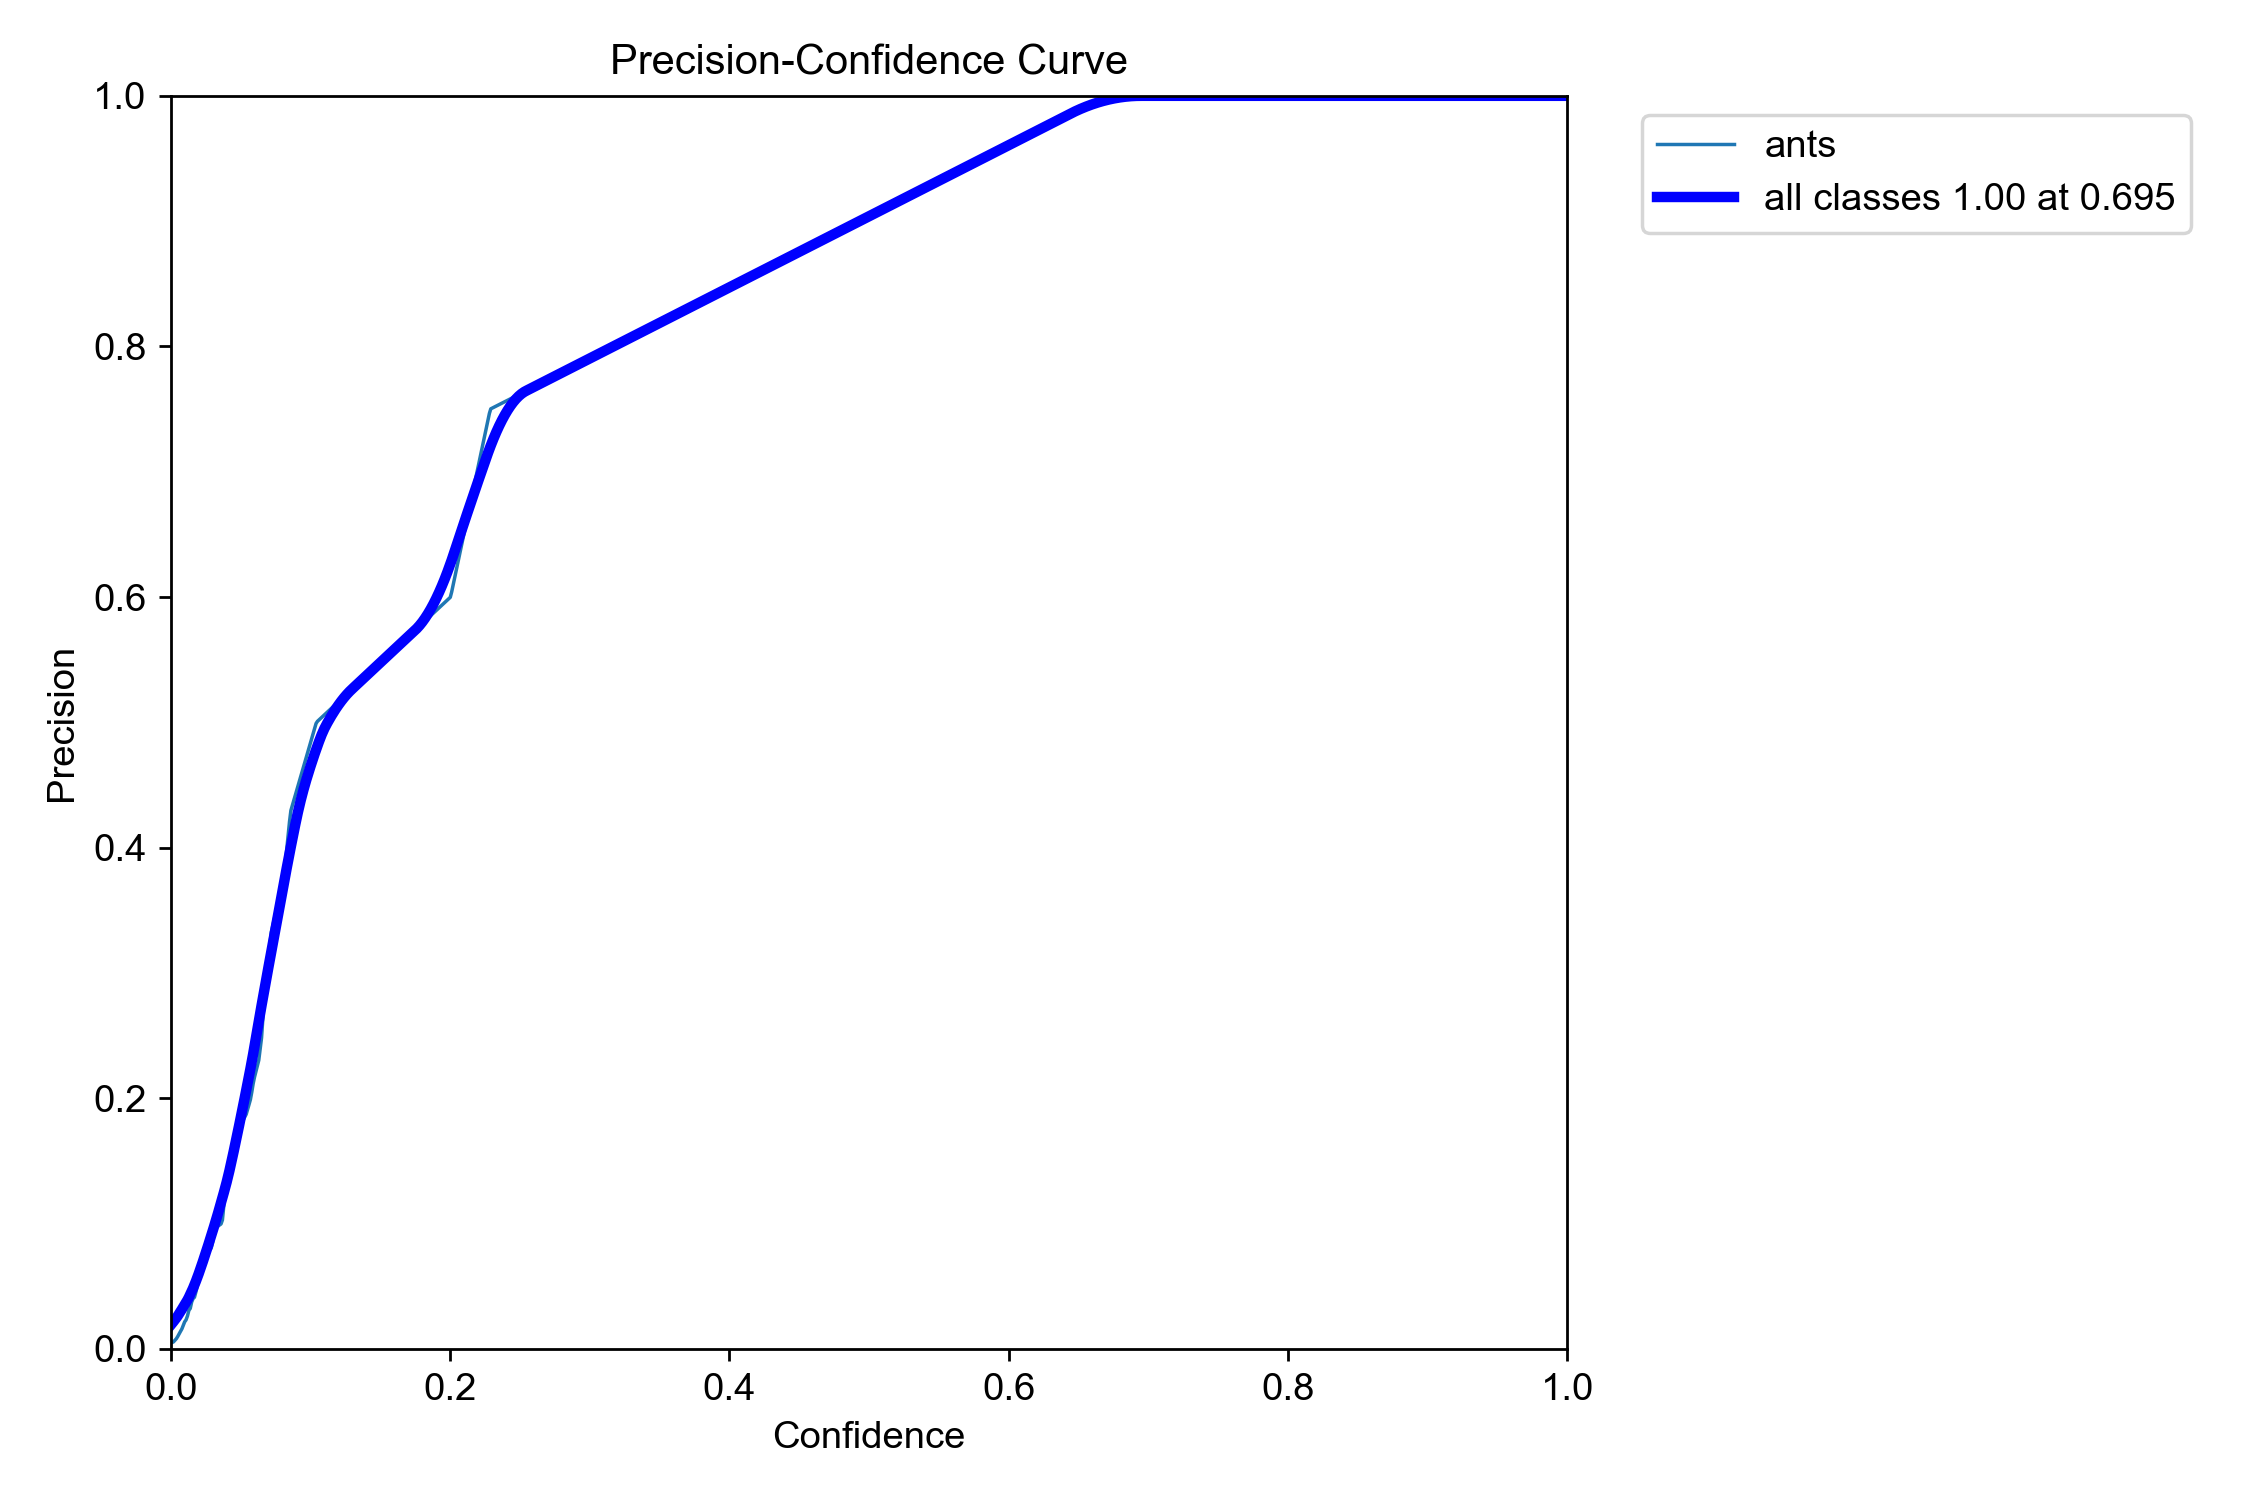 Precision-Confidence Curve
1.0
0.8
0.6
0.4
0.2
0.0
Precision
0.0 0.2 0.4 0.6 0.8 1.0
Confidence
ants
all classes 1.00 at 0.695